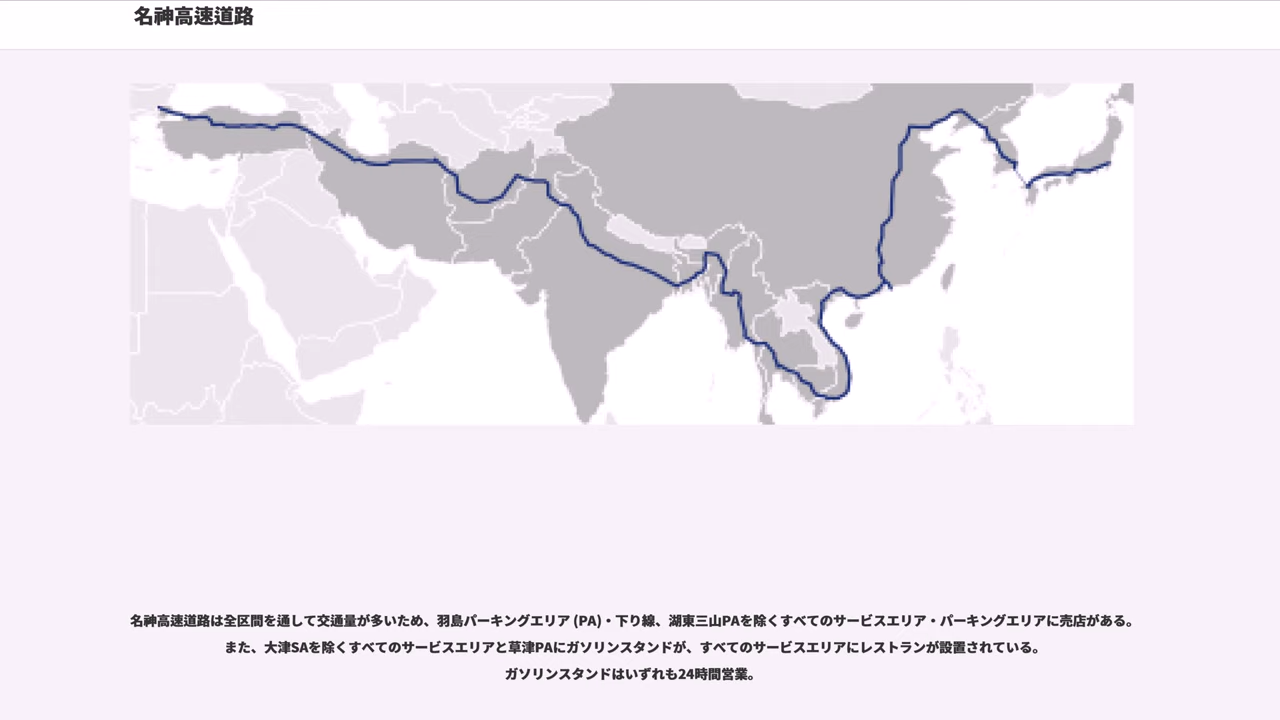 名神高速道路
名神高速道路は全区間を通して交通量が多いため、羽島パーキングエリア (PA)・下り線、湖東三山PAを除くすべてのサービスエリア・パーキングエリアに売店がある。
また、大津SAを除くすべてのサービスエリアと草津PAにガソリンスタンドが、すべてのサービスエリアにレストランが設置されている。
ガソリンスタンドはいずれも24時間営業。